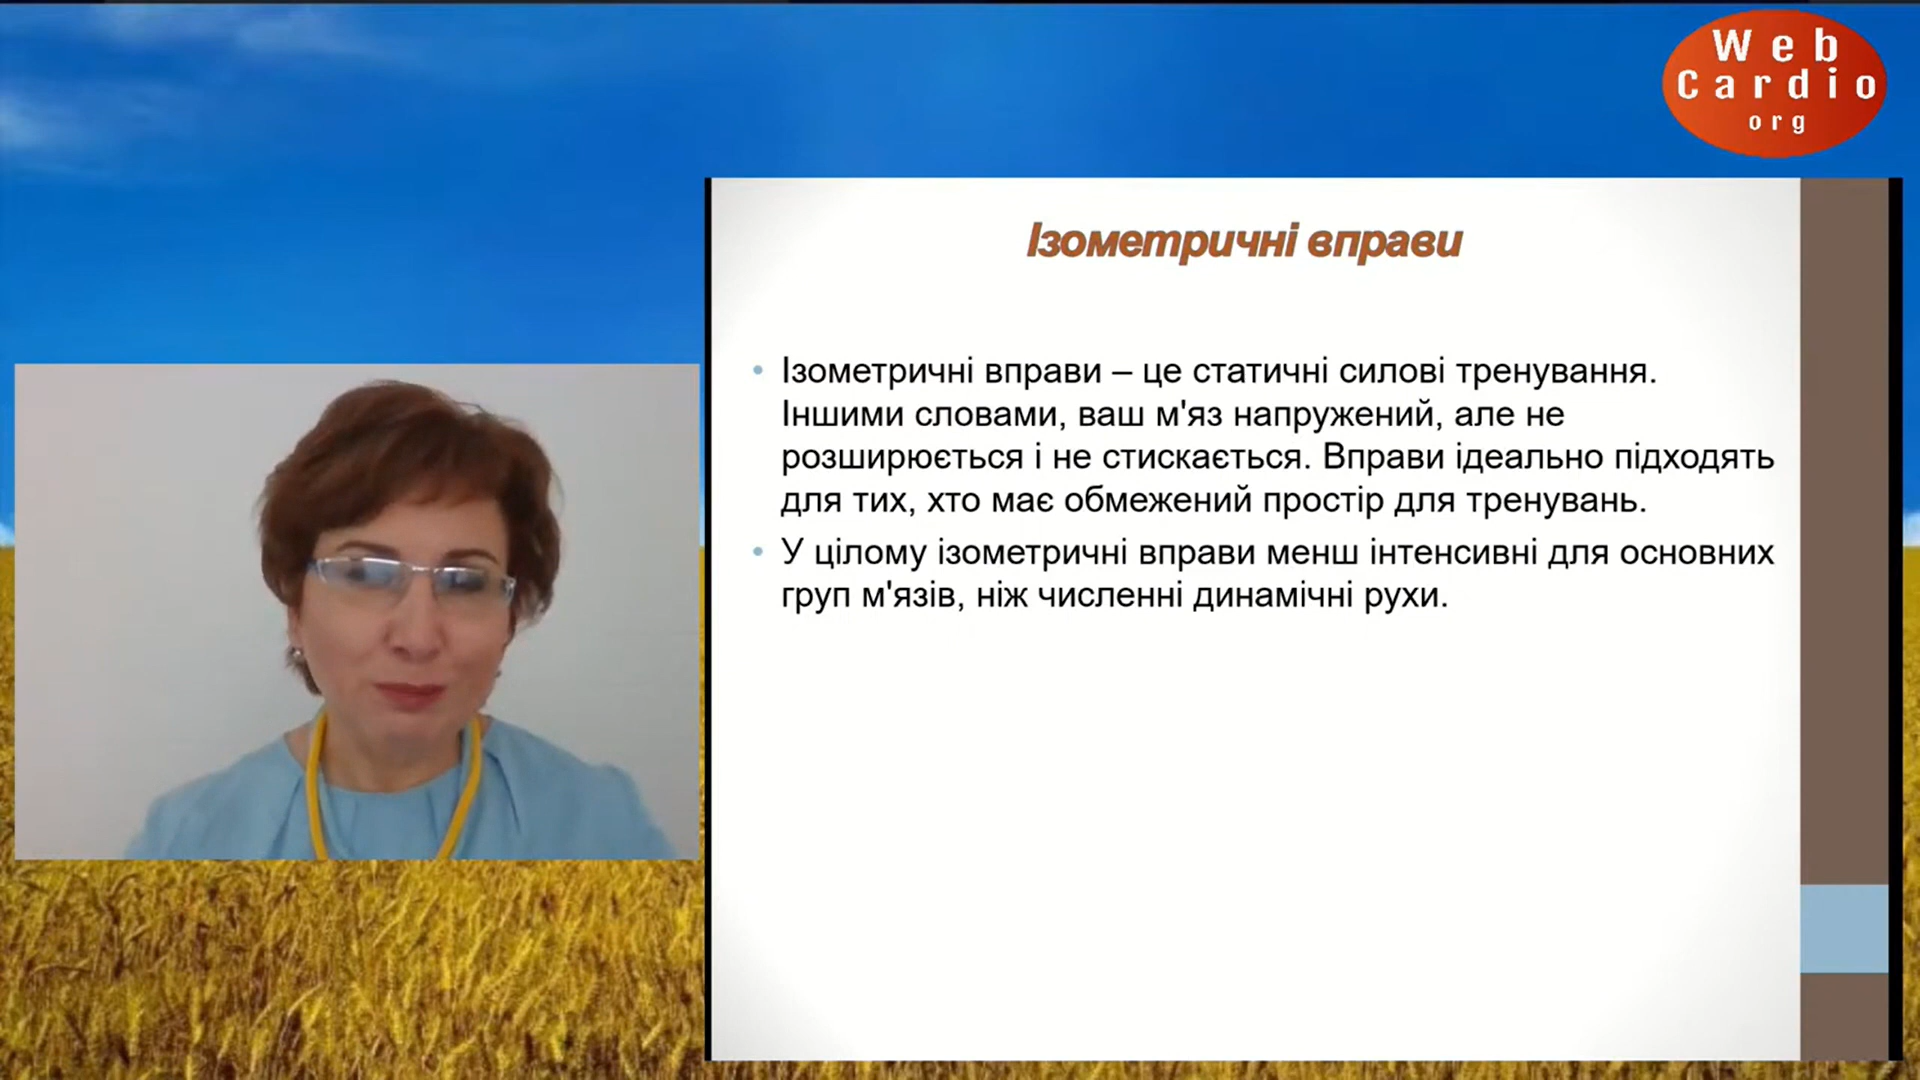 Web
Cardio
org
Ізометричні вправи
• Ізометричні вправи – це статичні силові тренування.
Іншими словами, ваш м'яз напружений, але не
розширюється і не стискається. Вправи ідеально підходять
для тих, хто має обмежений простір для тренувань.
• У цілому ізометричні вправи менш інтенсивні для основних
груп м'язів, ніж численні динамічні рухи.